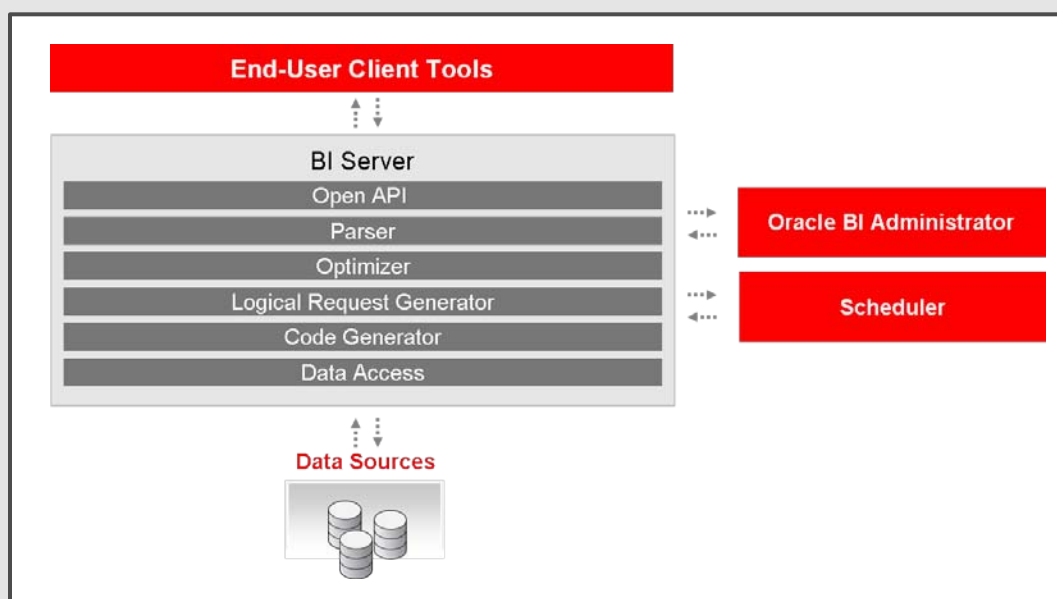 End-User Client Tools
BI Server
Open API
Parser
Optimizer
Logical Request Generator
Code Generator
Data Access
Oracle BI Administrator
Scheduler
Data Sources